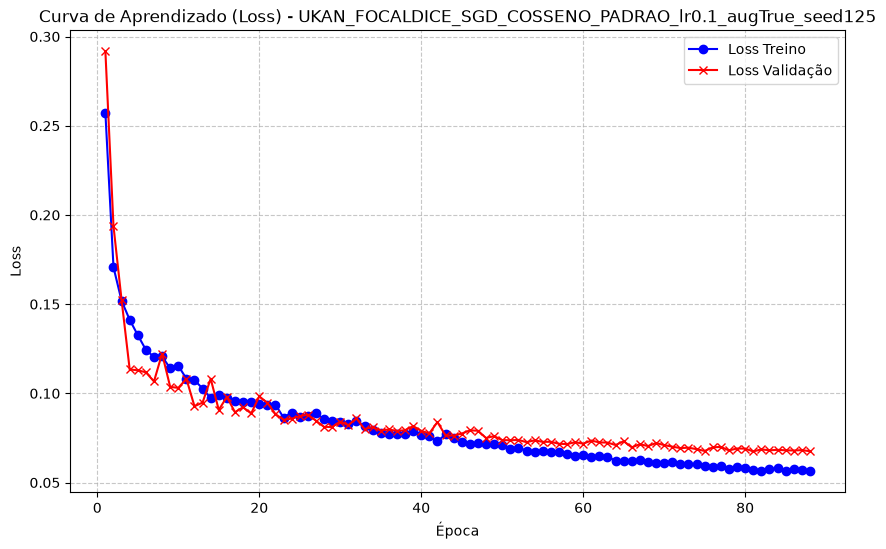 Curva de Aprendizado (Loss) - UKAN_FOCALDICE_SGD_COSSENO_PADRAO_lr0.1_augTrue_seed125
Loss Treino
Loss Validação
0.30
0.25
0.20
0.15
0.10
0.05
Loss
0 20 40 60 80
Época